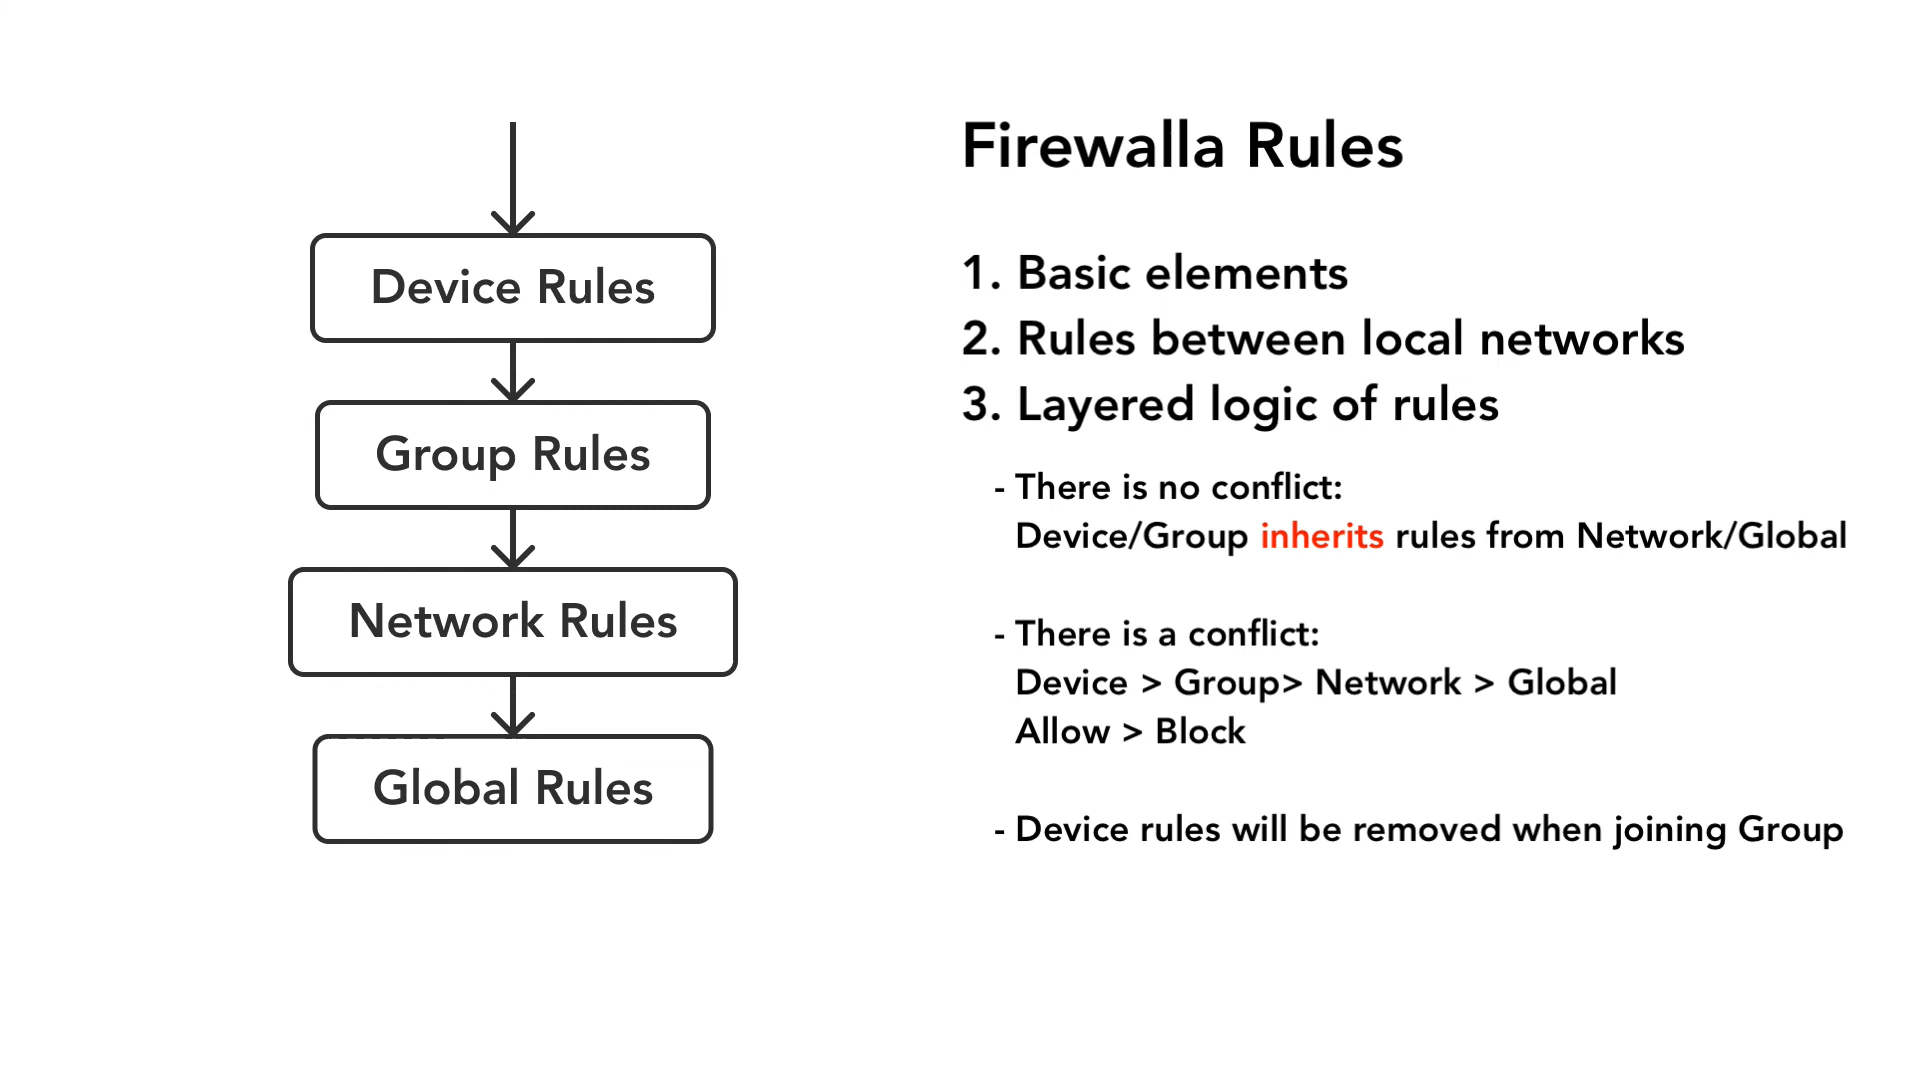 Device Rules
Group Rules
Network Rules
Global Rules
Firewalla Rules
1. Basic elements
2. Rules between local networks
3. Layered logic of rules
- There is no conflict:
Device/Group inherits rules from Network/Global
- There is a conflict:
Device > Group> Network > Global
Allow > Block
- Device rules will be removed when joining Group